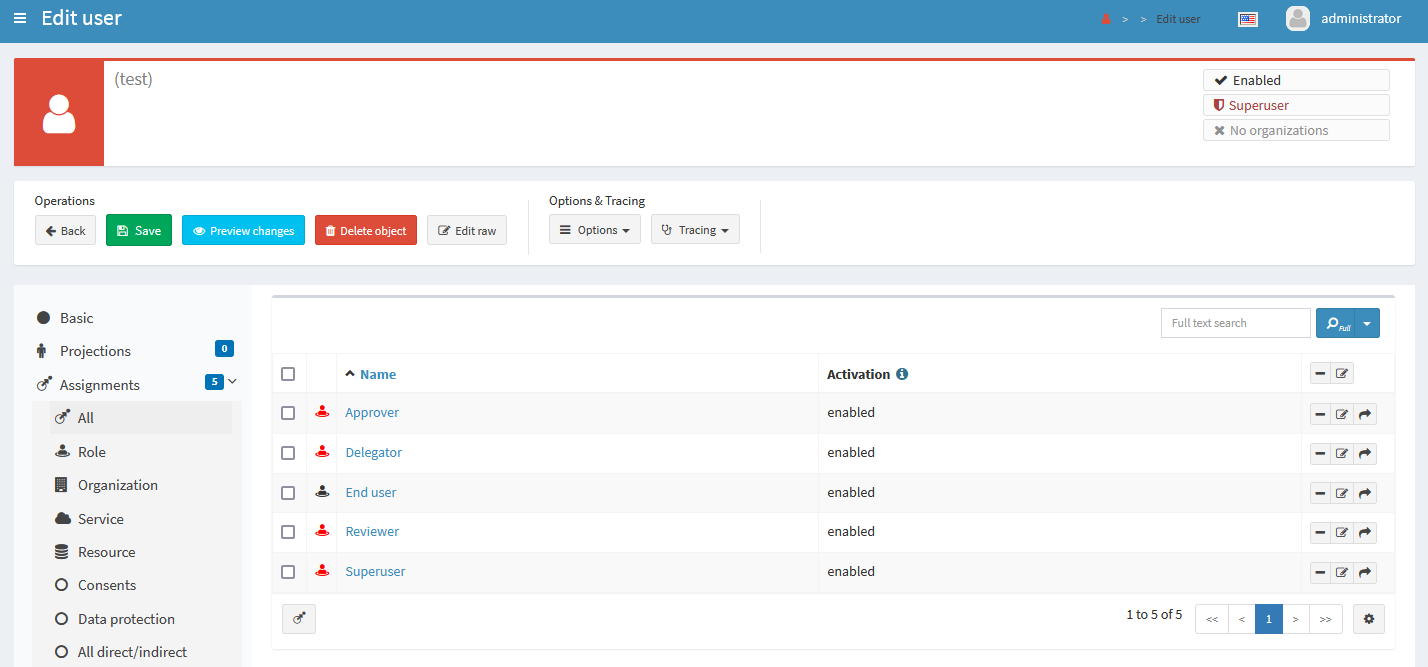 Edit user
> > Edit user
administrator
(test)
Enabled
Superuser
No organizations
Operations
Back
Save
Preview changes
Delete object
Edit raw
Options & Tracing
Options
Tracing
Basic
Projections 0
Assignments 5
All
Role
Organization
Service
Resource
Consents
Data protection
All direct/indirect
Full text search
Full
Name Activation
Approver enabled
Delegator enabled
End user enabled
Reviewer enabled
Superuser enabled
1 to 5 of 5 << < 1 > >>